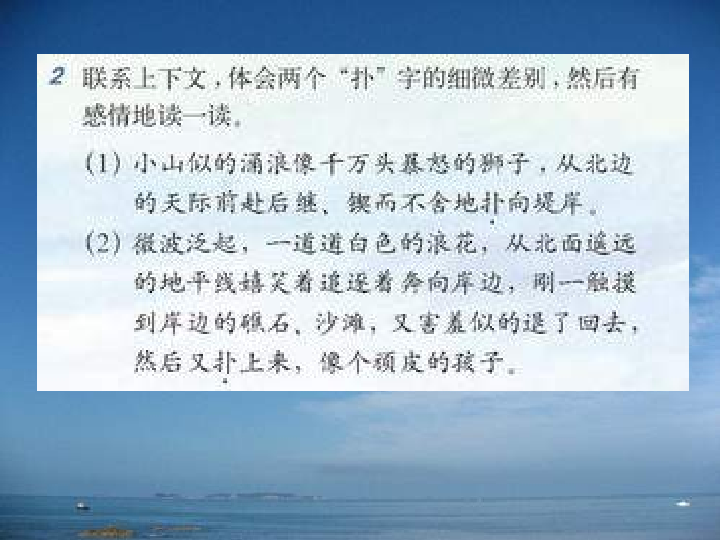 2 联系上下文，体会两个“扑”字的细微差别，然后有
感情地读一读。
（1）小山似的涌浪像千万头暴怒的狮子，从北边
的天际前赴后继、锲而不舍地扑向堤岸。
（2）微波泛起，一道道白色的浪花，从北面遥远
的地平线嬉笑着追逐着奔向岸边，刚一触摸
到岸边的礁石、沙滩，又害羞似的退了回去，
然后又扑上来，像个顽皮的孩子。